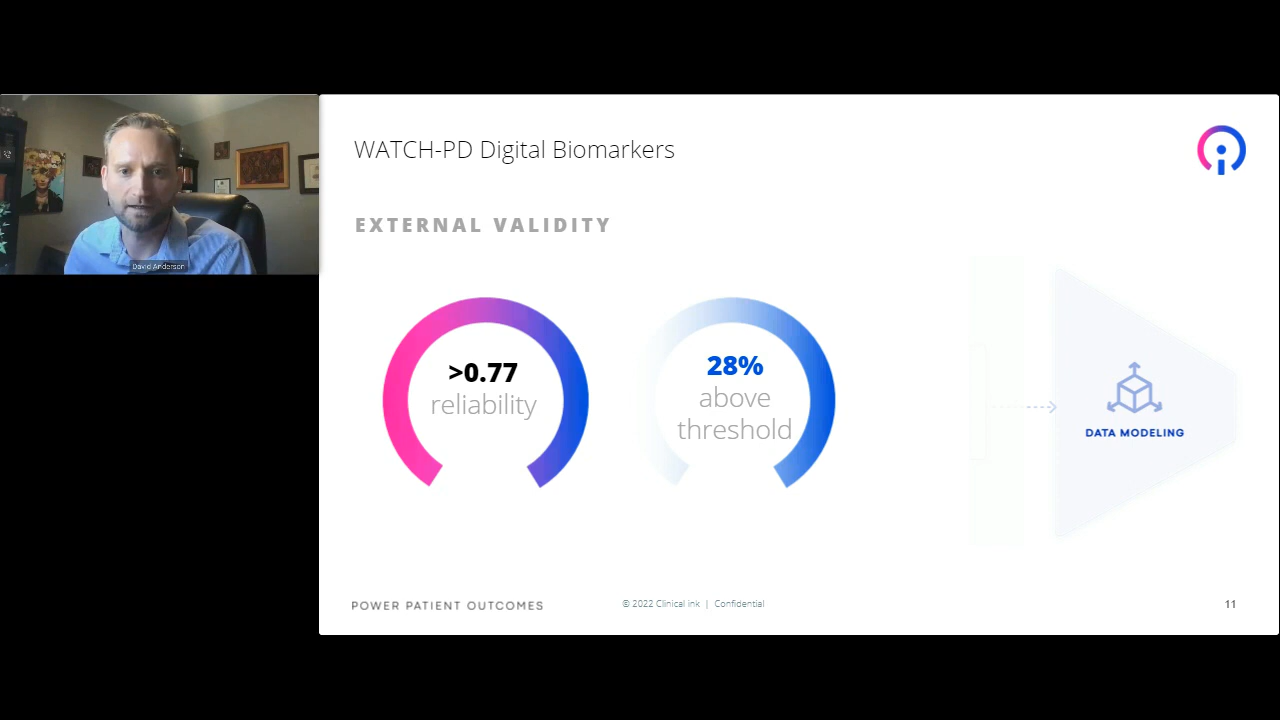 David Anderson
WATCH-PD Digital Biomarkers
EXTERNAL VALIDITY
>0.77
reliability
28%
above
threshold
DATA MODELING
POWER PATIENT OUTCOMES
© 2022 Clinical ink | Confidential
11